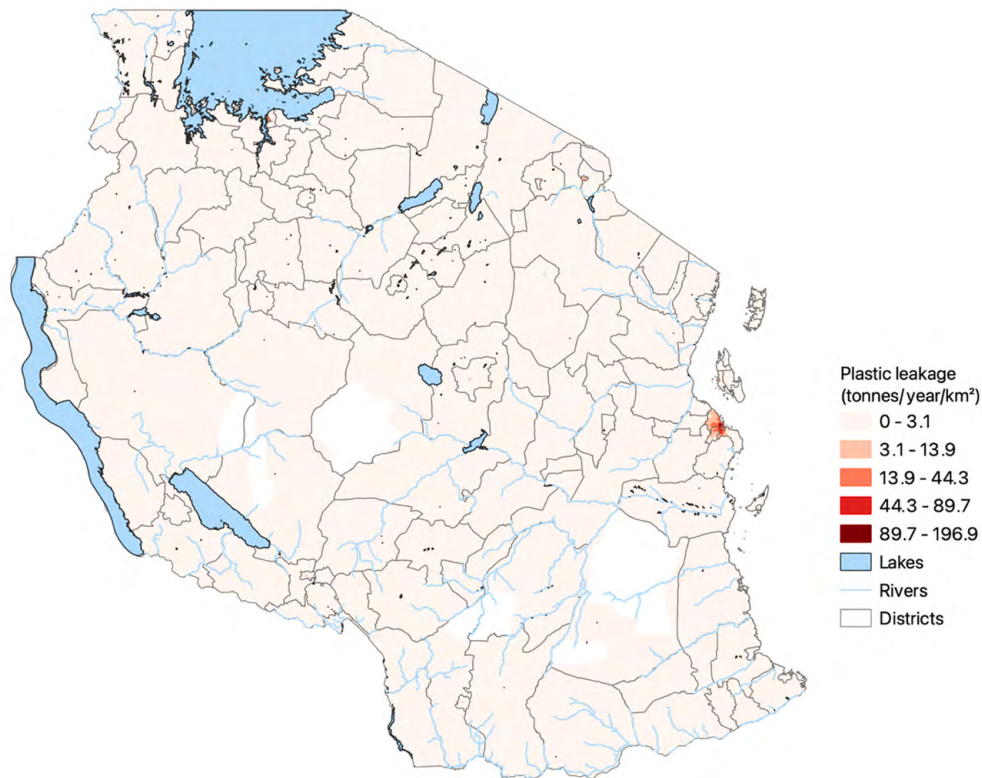 Plastic leakage
(tonnes/year/km²)
0 - 3.1
3.1 - 13.9
13.9 - 44.3
44.3 - 89.7
89.7 - 196.9
Lakes
Rivers
Districts